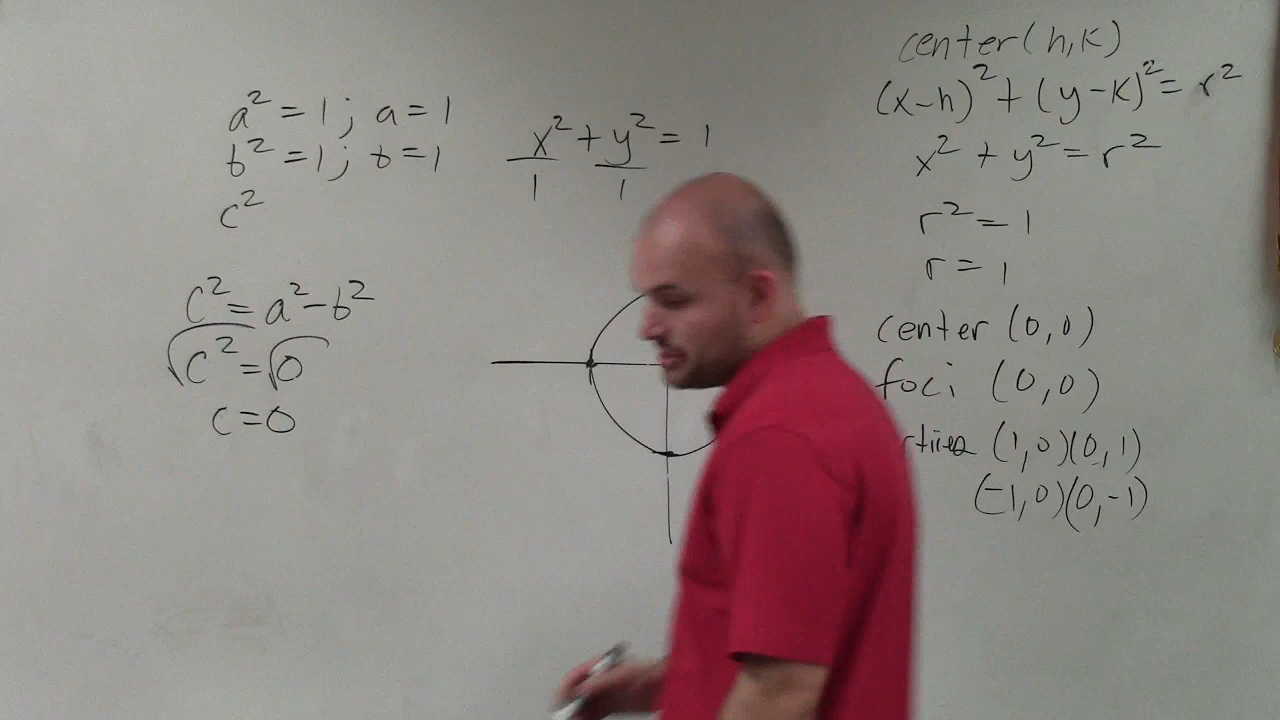 a² = 1; a = 1
b² = 1; b = 1
c²
c² = a² - b²
√c² = √0
c = 0
x²/1 + y²/1 = 1
center (h, k)
(x-h)² + (y-k)² = r²
x² + y² = r²
r² = 1
r = 1
center (0, 0)
foci (0, 0)
(1, 0)(0, 1)
(-1, 0)(0, -1)